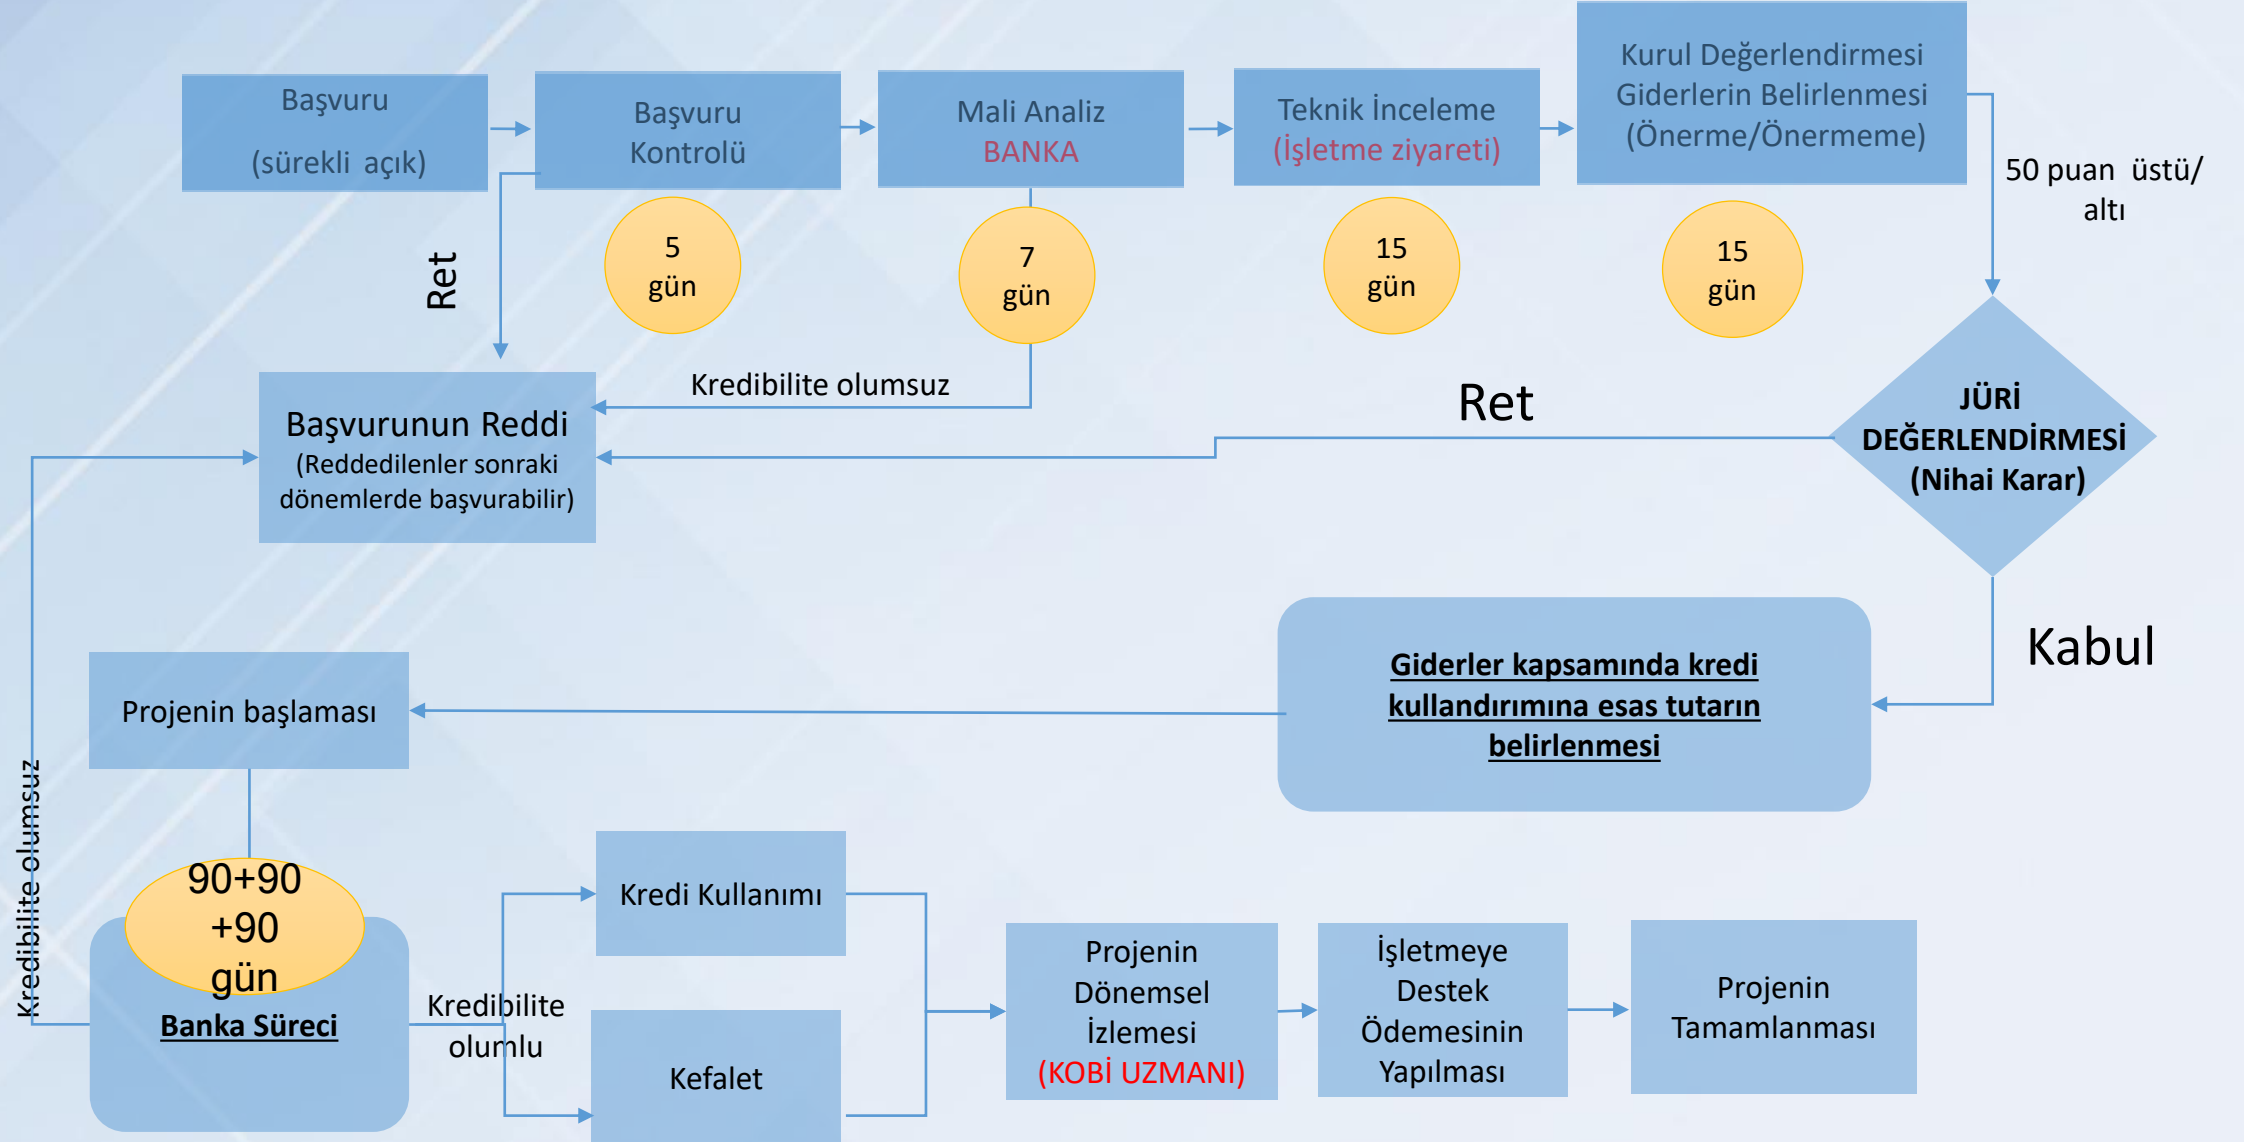 Başvuru
(sürekli açık)
Başvuru
Kontrolü
Mali Analiz
BANKA
Teknik İnceleme
(İşletme ziyareti)
Kurul Değerlendirmesi
Giderlerin Belirlenmesi
(Önerme/Önermeme)
50 puan üstü/
altı
5
gün
7
gün
15
gün
15
gün
Ret
Kredibilite olumsuz
Ret
Başvurunun Reddi
(Reddedilenler sonraki
dönemlerde başvurabilir)
JÜRİ
DEĞERLENDİRMESİ
(Nihai Karar)
Kabul
Giderler kapsamında kredi
kullandırımına esas tutarın
belirlenmesi
Projenin başlaması
Kredibilite olumsuz
90+90
+90
gün
Banka Süreci
Kredibilite
olumlu
Kredi Kullanımı
Kefalet
Projenin
Dönemsel
İzlemesi
(KOBİ UZMANI)
İşletmeye
Destek
Ödemesinin
Yapılması
Projenin
Tamamlanması